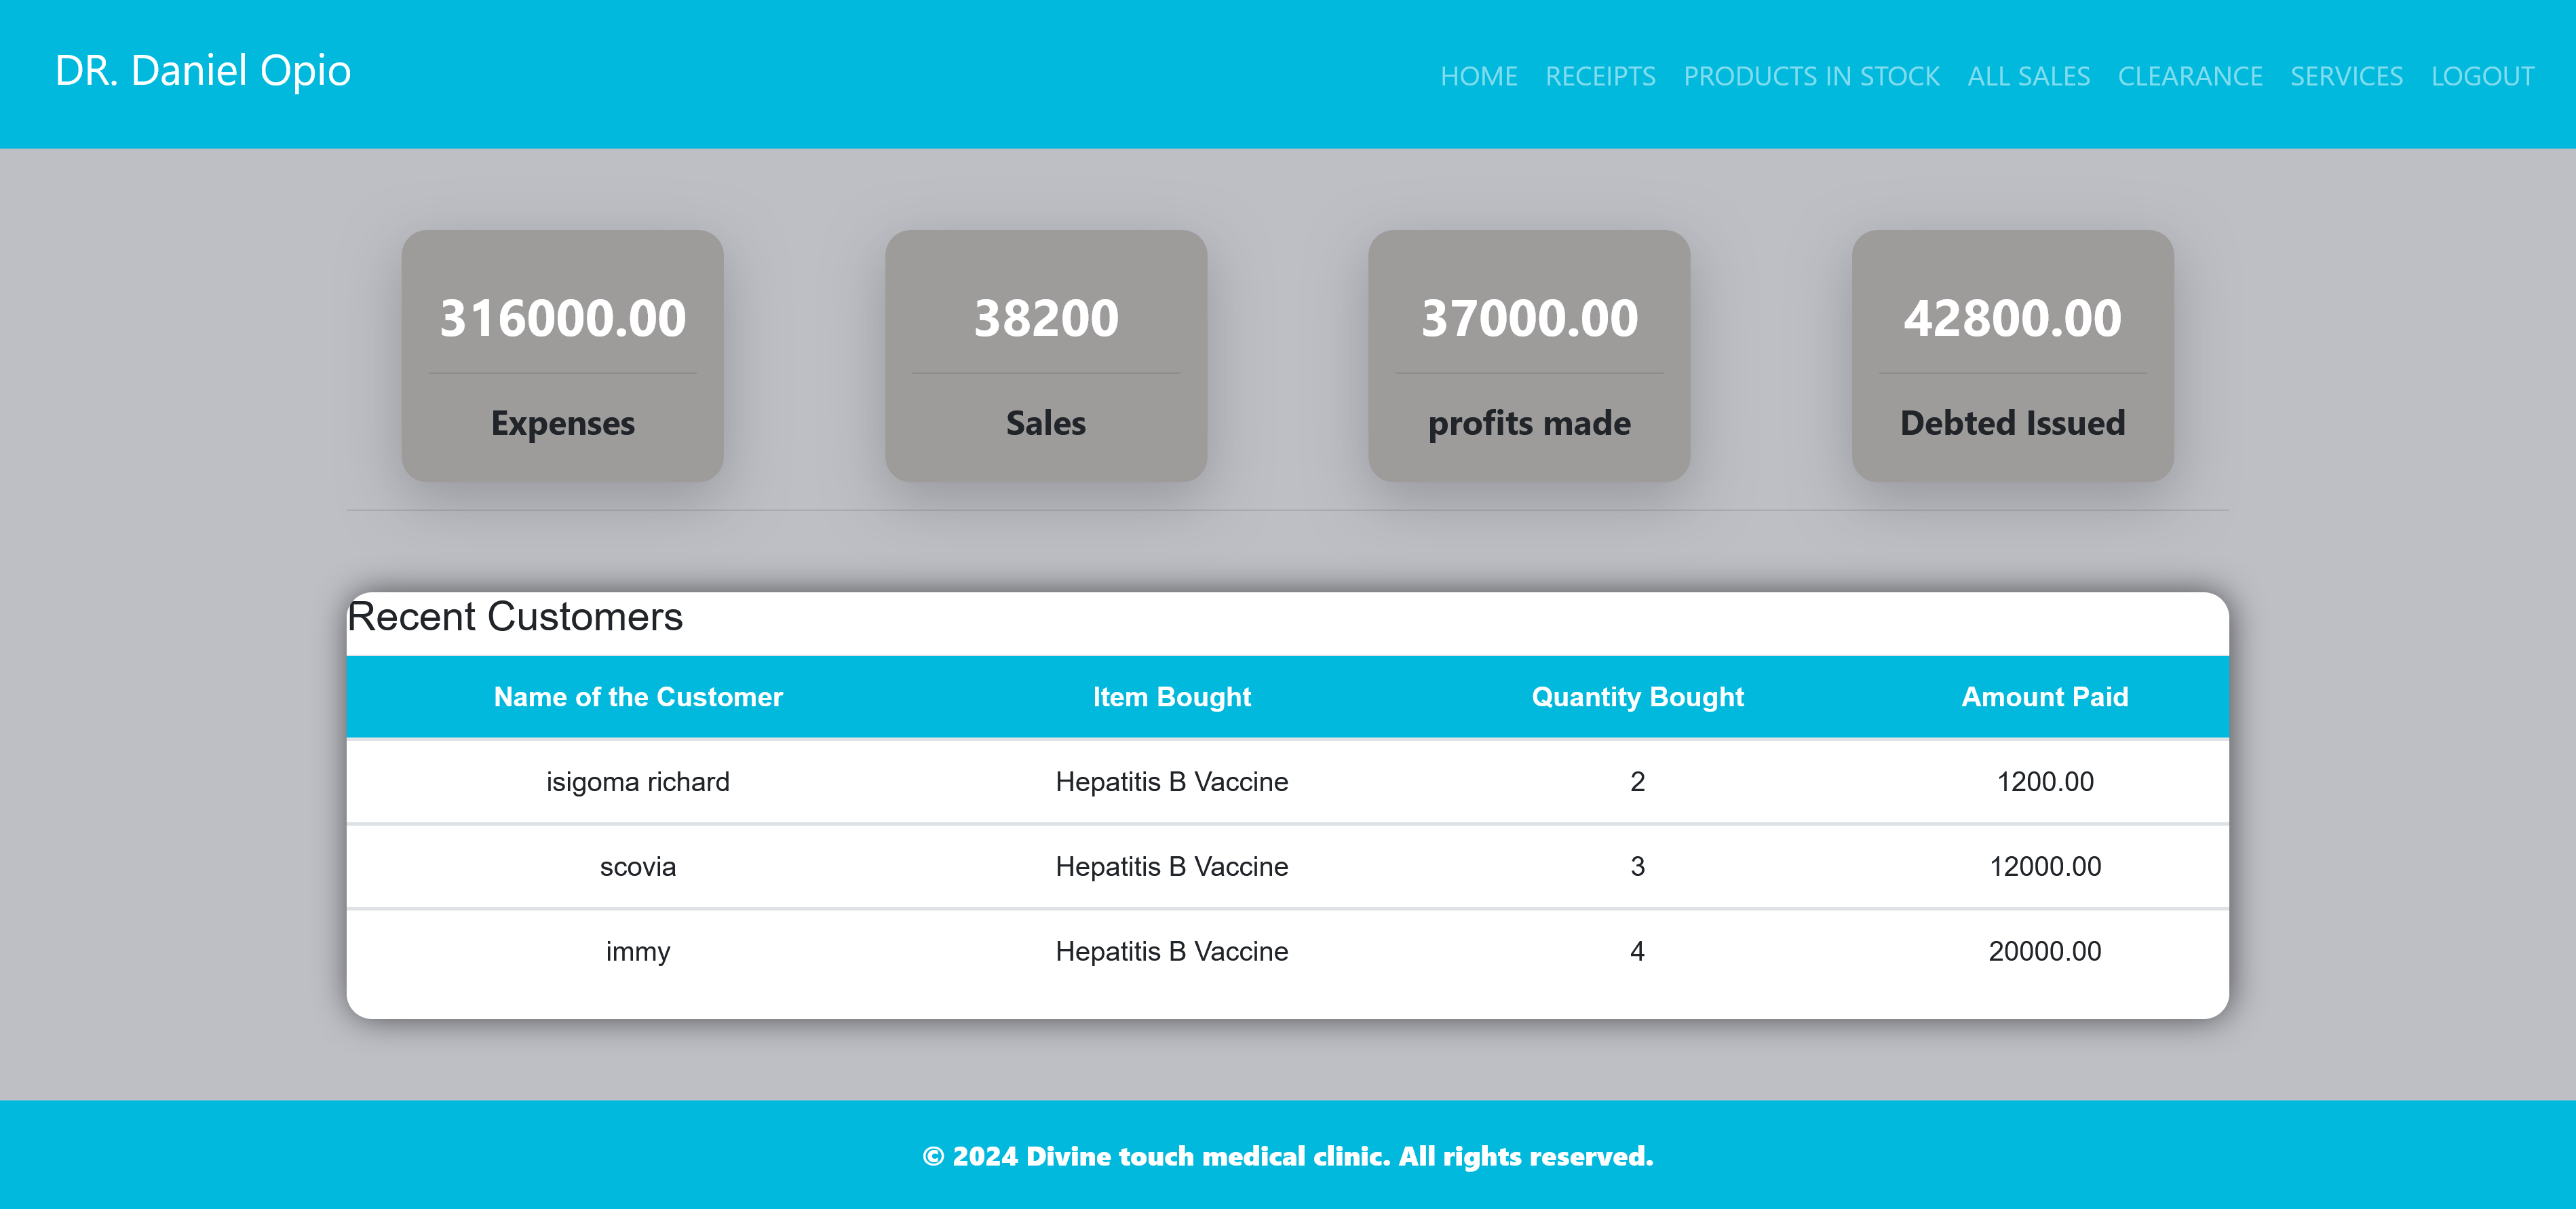 DR. Daniel Opio
HOME RECEIPTS PRODUCTS IN STOCK ALL SALES CLEARANCE SERVICES LOGOUT
316000.00 38200 37000.00 42800.00
Expenses Sales profits made Debted Issued
Recent Customers
Name of the Customer Item Bought Quantity Bought Amount Paid
isigoma richard Hepatitis B Vaccine 2 1200.00
scovia Hepatitis B Vaccine 3 12000.00
immy Hepatitis B Vaccine 4 20000.00
© 2024 Divine touch medical clinic. All rights reserved.